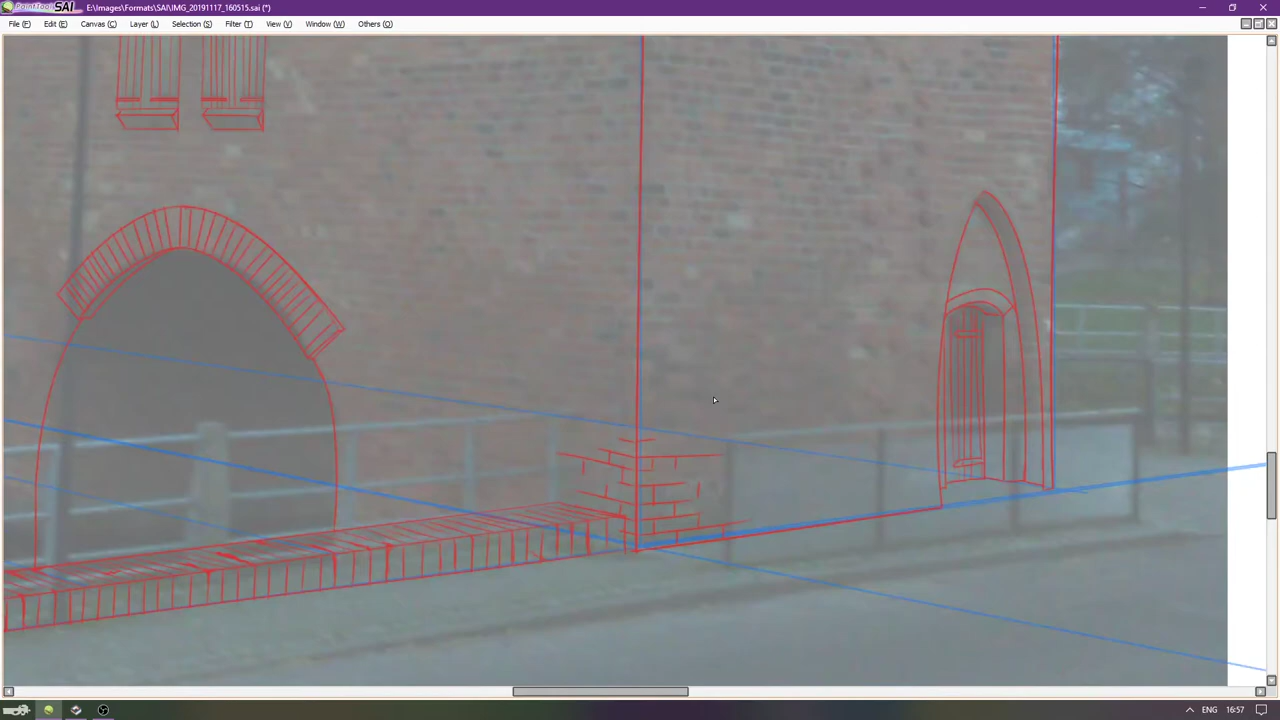 PaintTool SAI E:\Images\Formats\SAI\IMG_20191117_160515.sai (*)
File (F) Edit (E) Canvas (C) Layer (L) Selection (S) Filter (T) View (V) Window (W) Others (O)
ENG 16:57